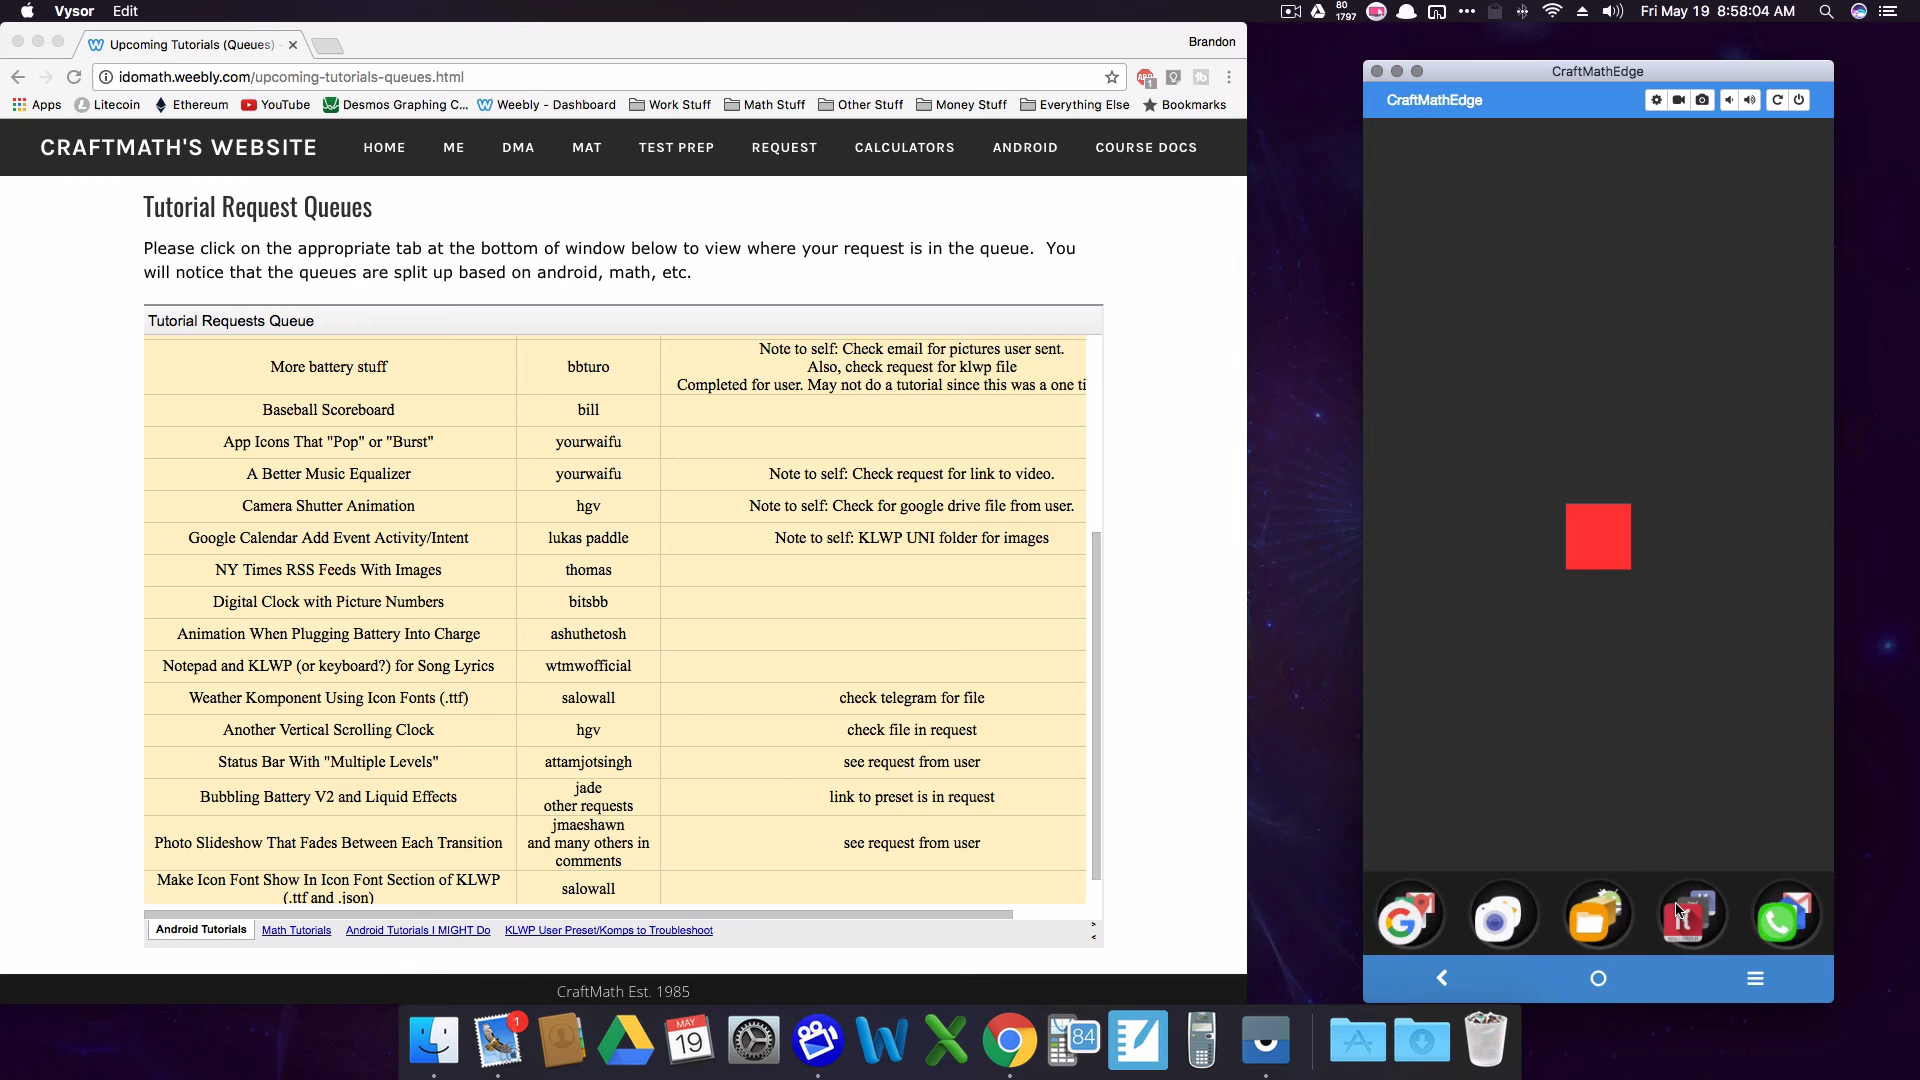 Vysor Edit
80
1797
Fri May 19 8:58:04 AM
Upcoming Tutorials (Queues)
Brandon
idomath.weebly.com/upcoming-tutorials-queues.html
Apps Litecoin Ethereum YouTube Desmos Graphing C... Weebly - Dashboard Work Stuff Math Stuff Other Stuff Money Stuff Everything Else Bookmarks
CRAFTMATH'S WEBSITE HOME ME DMA MAT TEST PREP REQUEST CALCULATORS ANDROID COURSE DOCS
Tutorial Request Queues
Please click on the appropriate tab at the bottom of window below to view where your request is in the queue. You
will notice that the queues are split up based on android, math, etc.
Tutorial Requests Queue
Note to self: Check email for pictures user sent.
More battery stuff bbturo Also, check request for klwp file
Completed for user. May not do a tutorial since this was a one ti
Baseball Scoreboard bill
App Icons That "Pop" or "Burst" yourwaifu
A Better Music Equalizer yourwaifu Note to self: Check request for link to video.
Camera Shutter Animation hgv Note to self: Check for google drive file from user.
Google Calendar Add Event Activity/Intent lukas paddle Note to self: KLWP UNI folder for images
NY Times RSS Feeds With Images thomas
Digital Clock with Picture Numbers bitsbb
Animation When Plugging Battery Into Charge ashuthetosh
Notepad and KLWP (or keyboard?) for Song Lyrics wtmwofficial
Weather Komponent Using Icon Fonts (.ttf) salowall check telegram for file
Another Vertical Scrolling Clock hgv check file in request
Status Bar With "Multiple Levels" attamjotsingh see request from user
jade
Bubbling Battery V2 and Liquid Effects link to preset is in request
other requests
jmaeshawn
Photo Slideshow That Fades Between Each Transition and many others in see request from user
comments
Make Icon Font Show In Icon Font Section of KLWP salowall
(.ttf and .json)
Android Tutorials Math Tutorials Android Tutorials I MIGHT Do KLWP User Preset/Komps to Troubleshoot
CraftMath Est. 1985
CraftMathEdge
CraftMathEdge
1
MAY
19
84